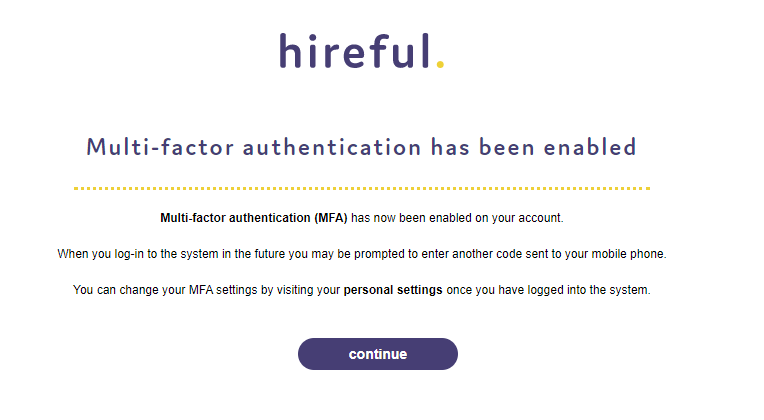 hireful.
Multi-factor authentication has been enabled
Multi-factor authentication (MFA) has now been enabled on your account.
When you log-in to the system in the future you may be prompted to enter another code sent to your mobile phone.
You can change your MFA settings by visiting your personal settings once you have logged into the system.
continue